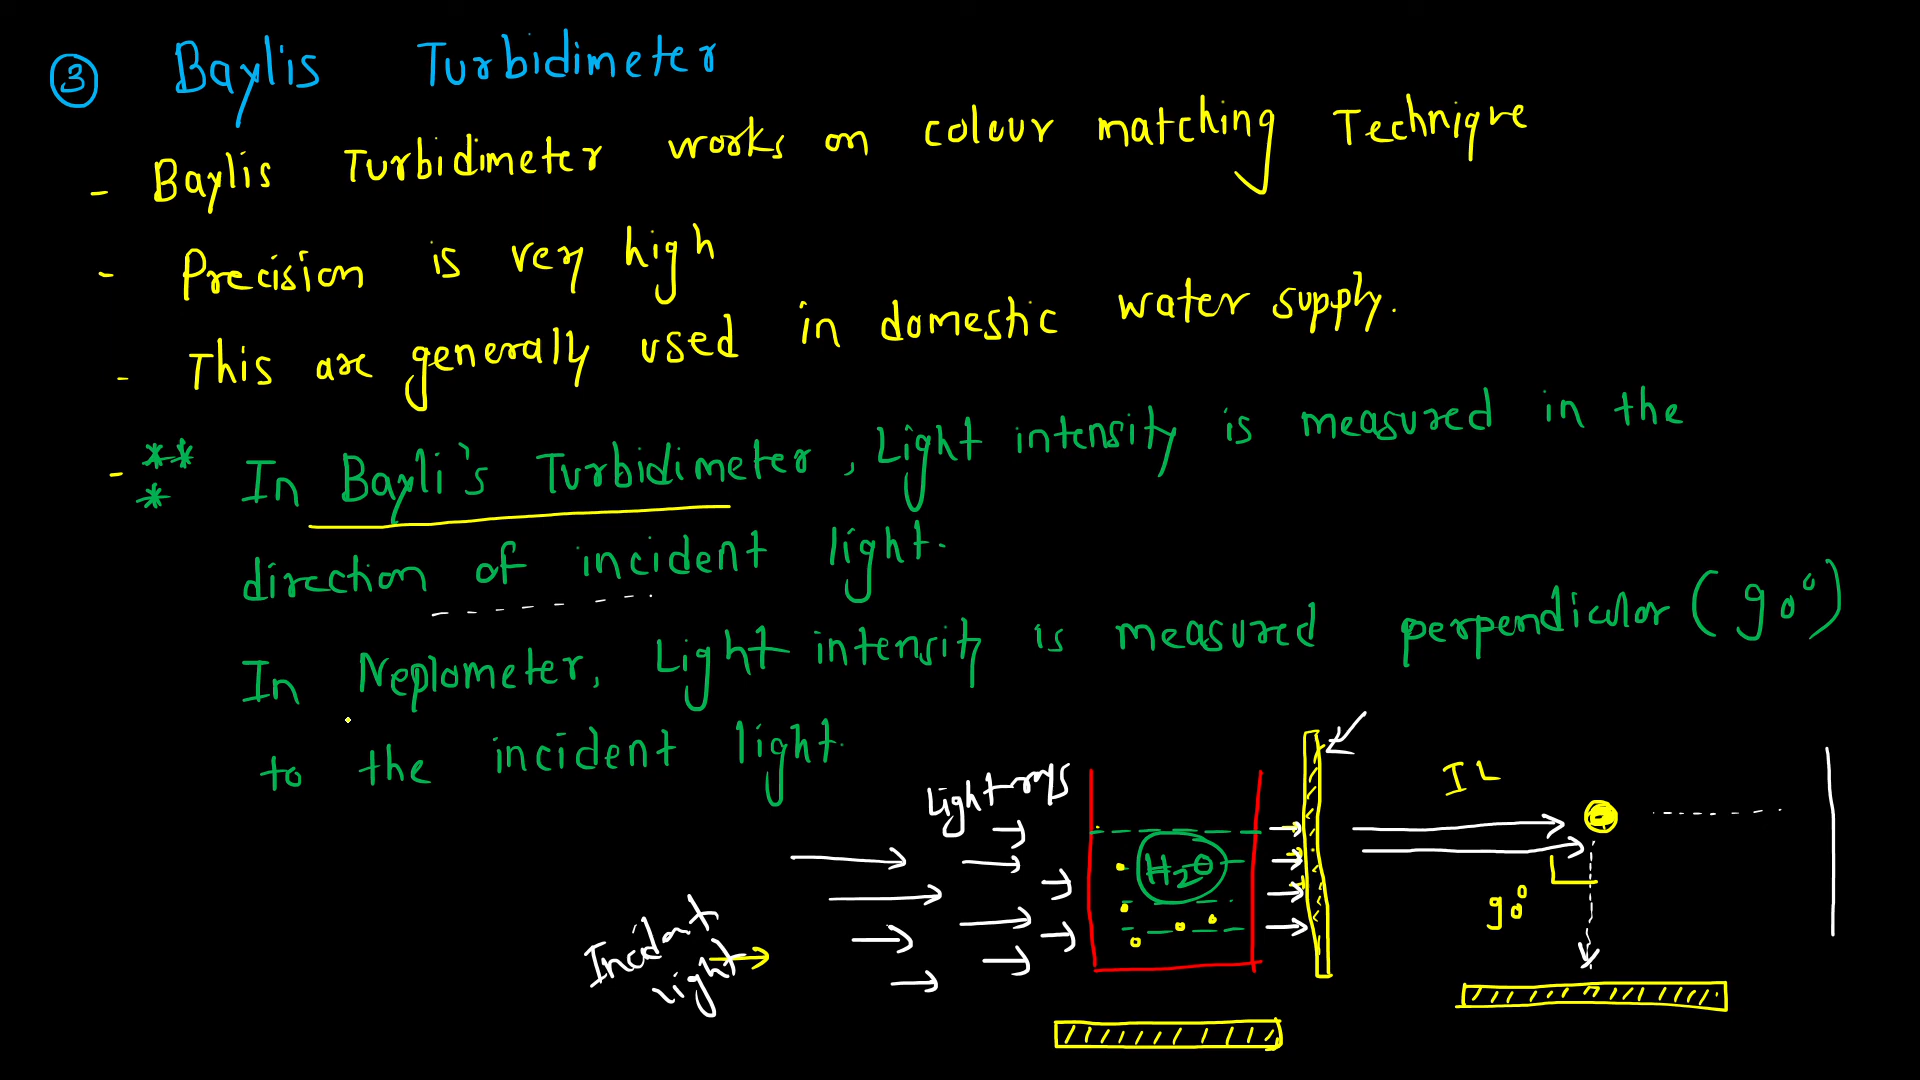 ③ Baylis Turbidimeter
- Baylis Turbidimeter works on colour matching Technique
- Precision is very high
- This are generally used in domestic water supply.
- *** In Bayli's Turbidimeter, Light intensity is measured in the
direction of incident light.
In Neplometer, Light intensity is measured perpendicular (90°)
to the incident light.
Light rays
IL
H2O
90°
Incident
light